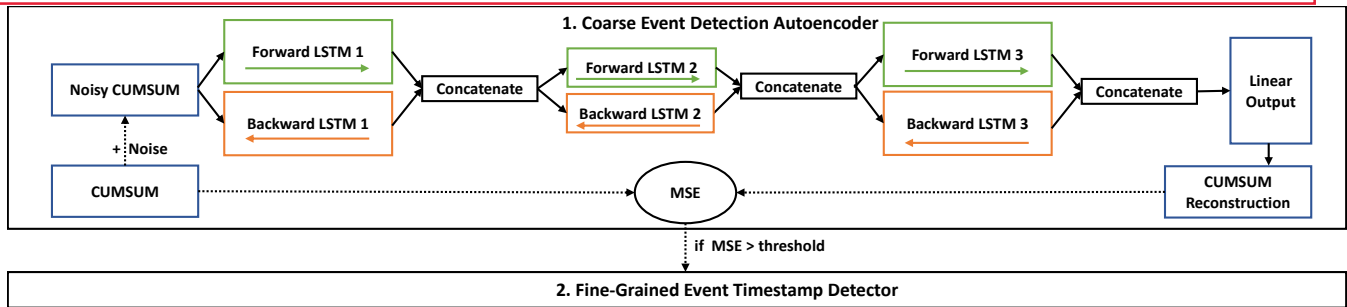 1. Coarse Event Detection Autoencoder
Forward LSTM 1
Forward LSTM 2
Forward LSTM 3
Noisy CUMSUM
Concatenate
Concatenate
Concatenate
Linear
Output
Backward LSTM 1
Backward LSTM 2
Backward LSTM 3
+ Noise
CUMSUM
MSE
CUMSUM
Reconstruction
if MSE > threshold
2. Fine-Grained Event Timestamp Detector